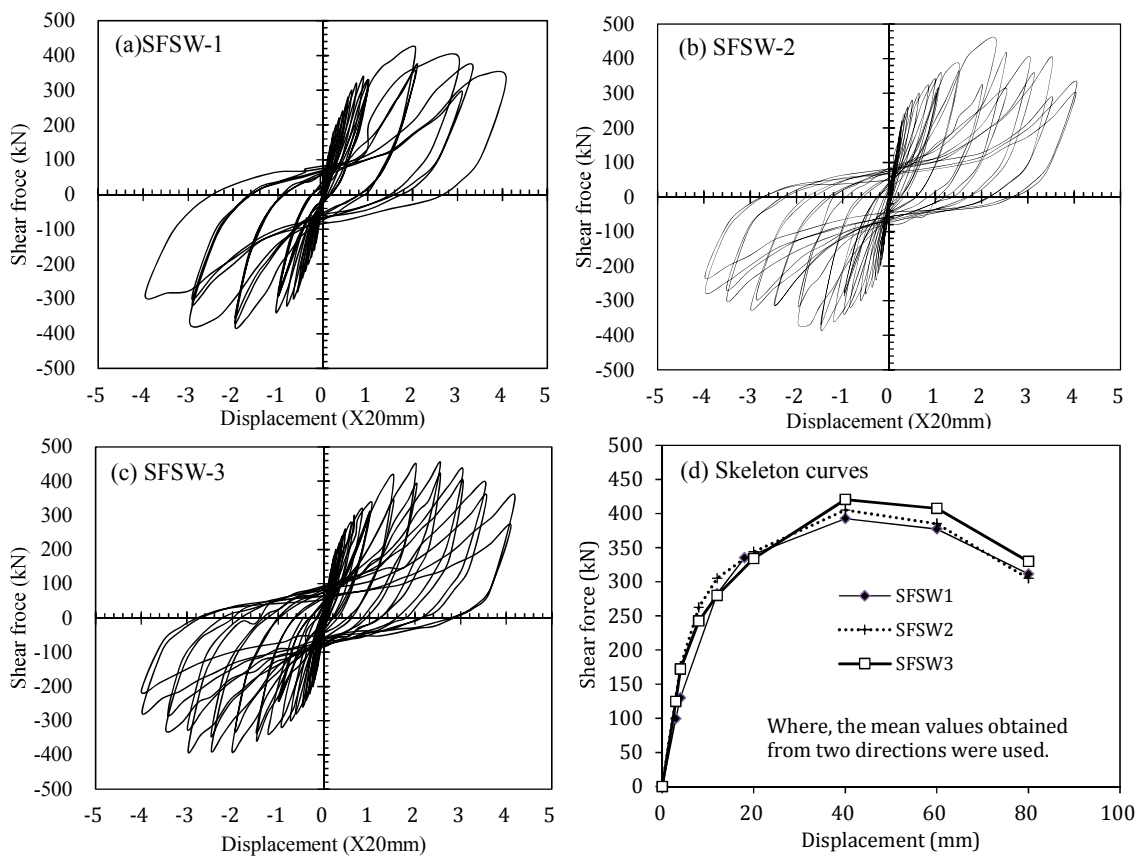 (a)SFSW-1
Shear froce (kN)
500
400
300
200
100
0
-100
-200
-300
-400
-500
-5 -4 -3 -2 -1 0 1 2 3 4 5
Displacement (X20mm)
(b) SFSW-2
Shear froce (kN)
500
400
300
200
100
0
-100
-200
-300
-400
-500
-5 -4 -3 -2 -1 0 1 2 3 4 5
Displacement (X20mm)
(c) SFSW-3
Shear froce (kN)
500
400
300
200
100
0
-100
-200
-300
-400
-500
-5 -4 -3 -2 -1 0 1 2 3 4 5
Displacement (X20mm)
(d) Skeleton curves
Shear force (kN)
500
450
400
350
300
250
200
150
100
50
0
SFSW1
SFSW2
SFSW3
Where, the mean values obtained
from two directions were used.
0 20 40 60 80 100
Displacement (mm)